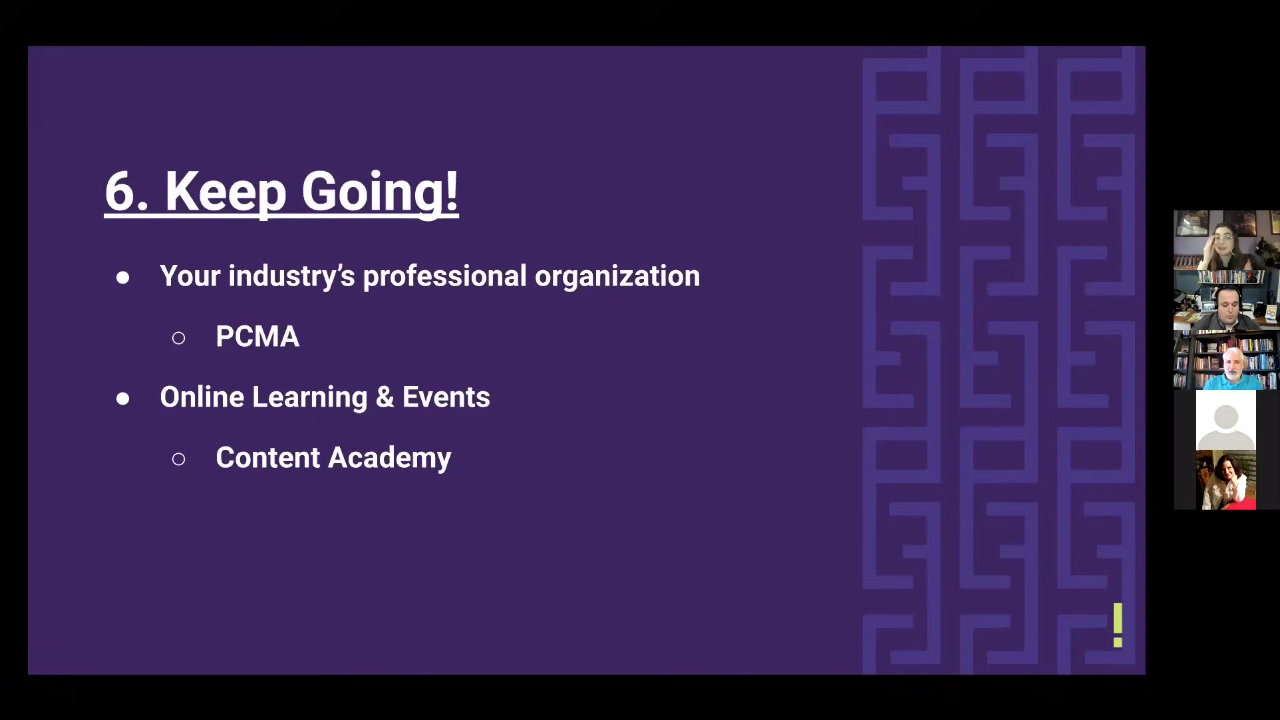 6. Keep Going!
● Your industry’s professional organization
○ PCMA
● Online Learning & Events
○ Content Academy
!